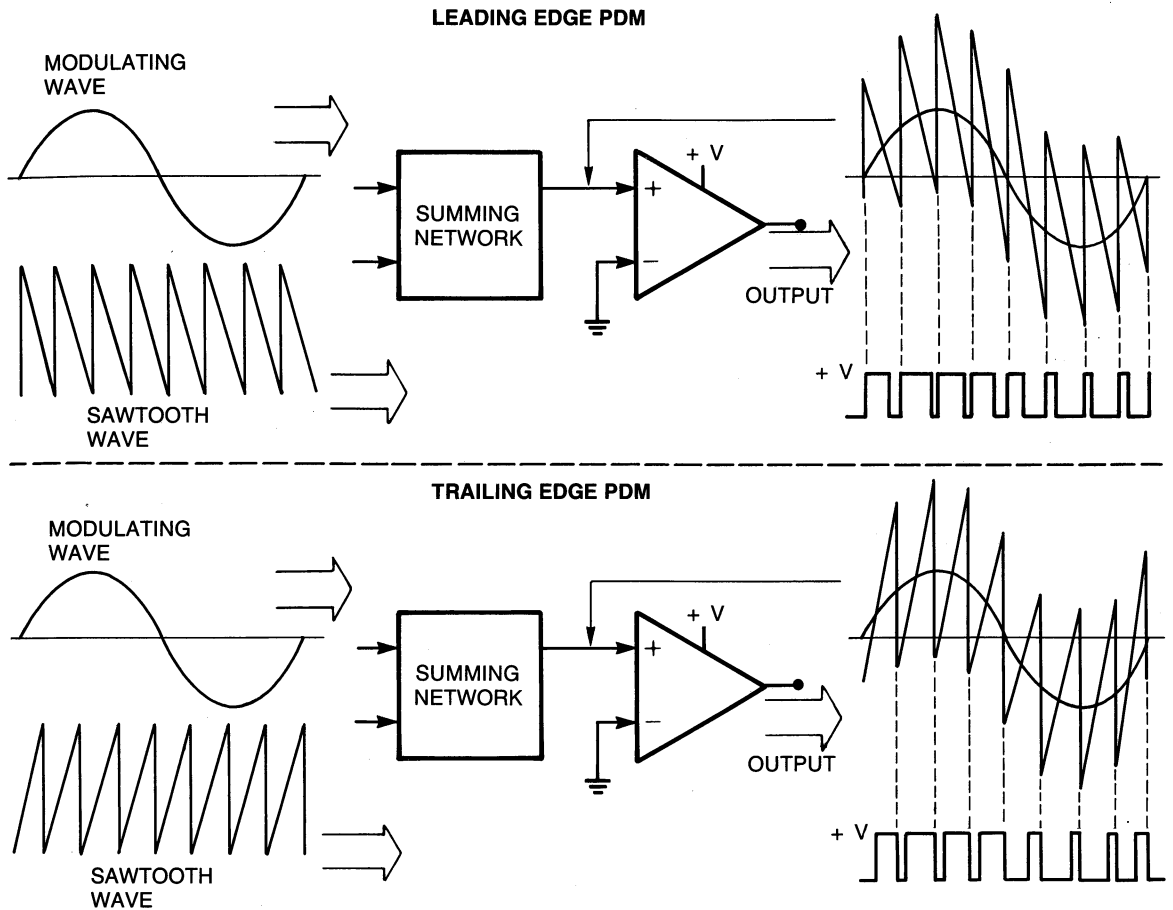 LEADING EDGE PDM
MODULATING
WAVE
+ V
+
SUMMING
NETWORK
−
OUTPUT
+ V
SAWTOOTH
WAVE
TRAILING EDGE PDM
MODULATING
WAVE
+ V
+
SUMMING
NETWORK
−
OUTPUT
+ V
SAWTOOTH
WAVE